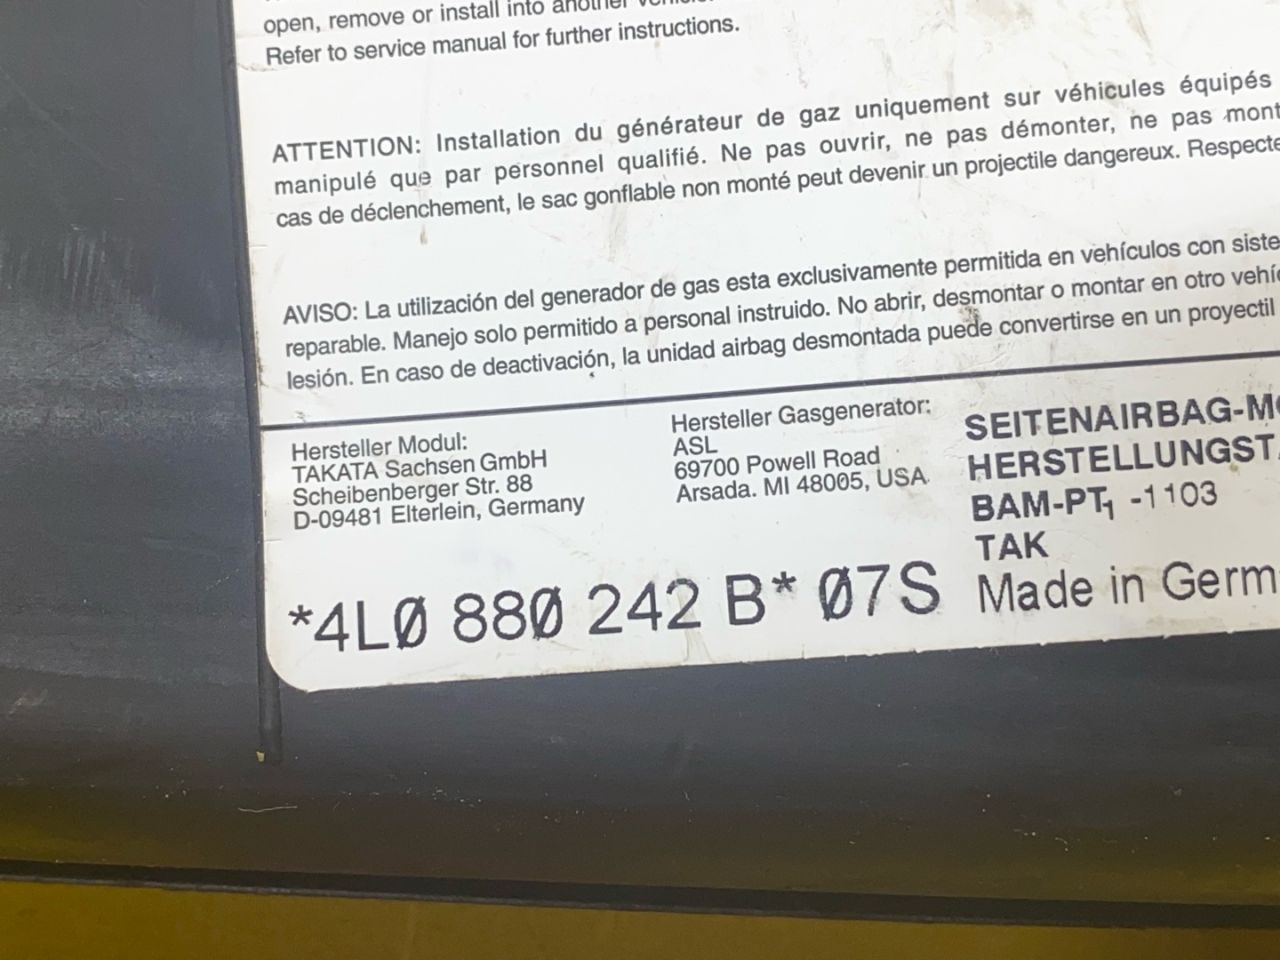 open, remove or install into another
Refer to service manual for further instructions.
ATTENTION: Installation du générateur de gaz uniquement sur véhicules équipés
manipulé que par personnel qualifié. Ne pas ouvrir, ne pas démonter, ne pas mont
cas de déclenchement, le sac gonflable non monté peut devenir un projectile dangereux. Respecte
AVISO: La utilización del generador de gas esta exclusivamente permitida en vehículos con siste
reparable. Manejo solo permitido a personal instruido. No abrir, desmontar o montar en otro vehíc
lesión. En caso de deactivación, la unidad airbag desmontada puede convertirse en un proyectil
Hersteller Modul:
TAKATA Sachsen GmbH
Scheibenberger Str. 88
D-09481 Elterlein, Germany
Hersteller Gasgenerator:
ASL
69700 Powell Road
Arsada. MI 48005, USA
SEITENAIRBAG-MO
HERSTELLUNGSTA
BAM-PT1 -1103
TAK
Made in Germ
*4L0 880 242 B* 07S